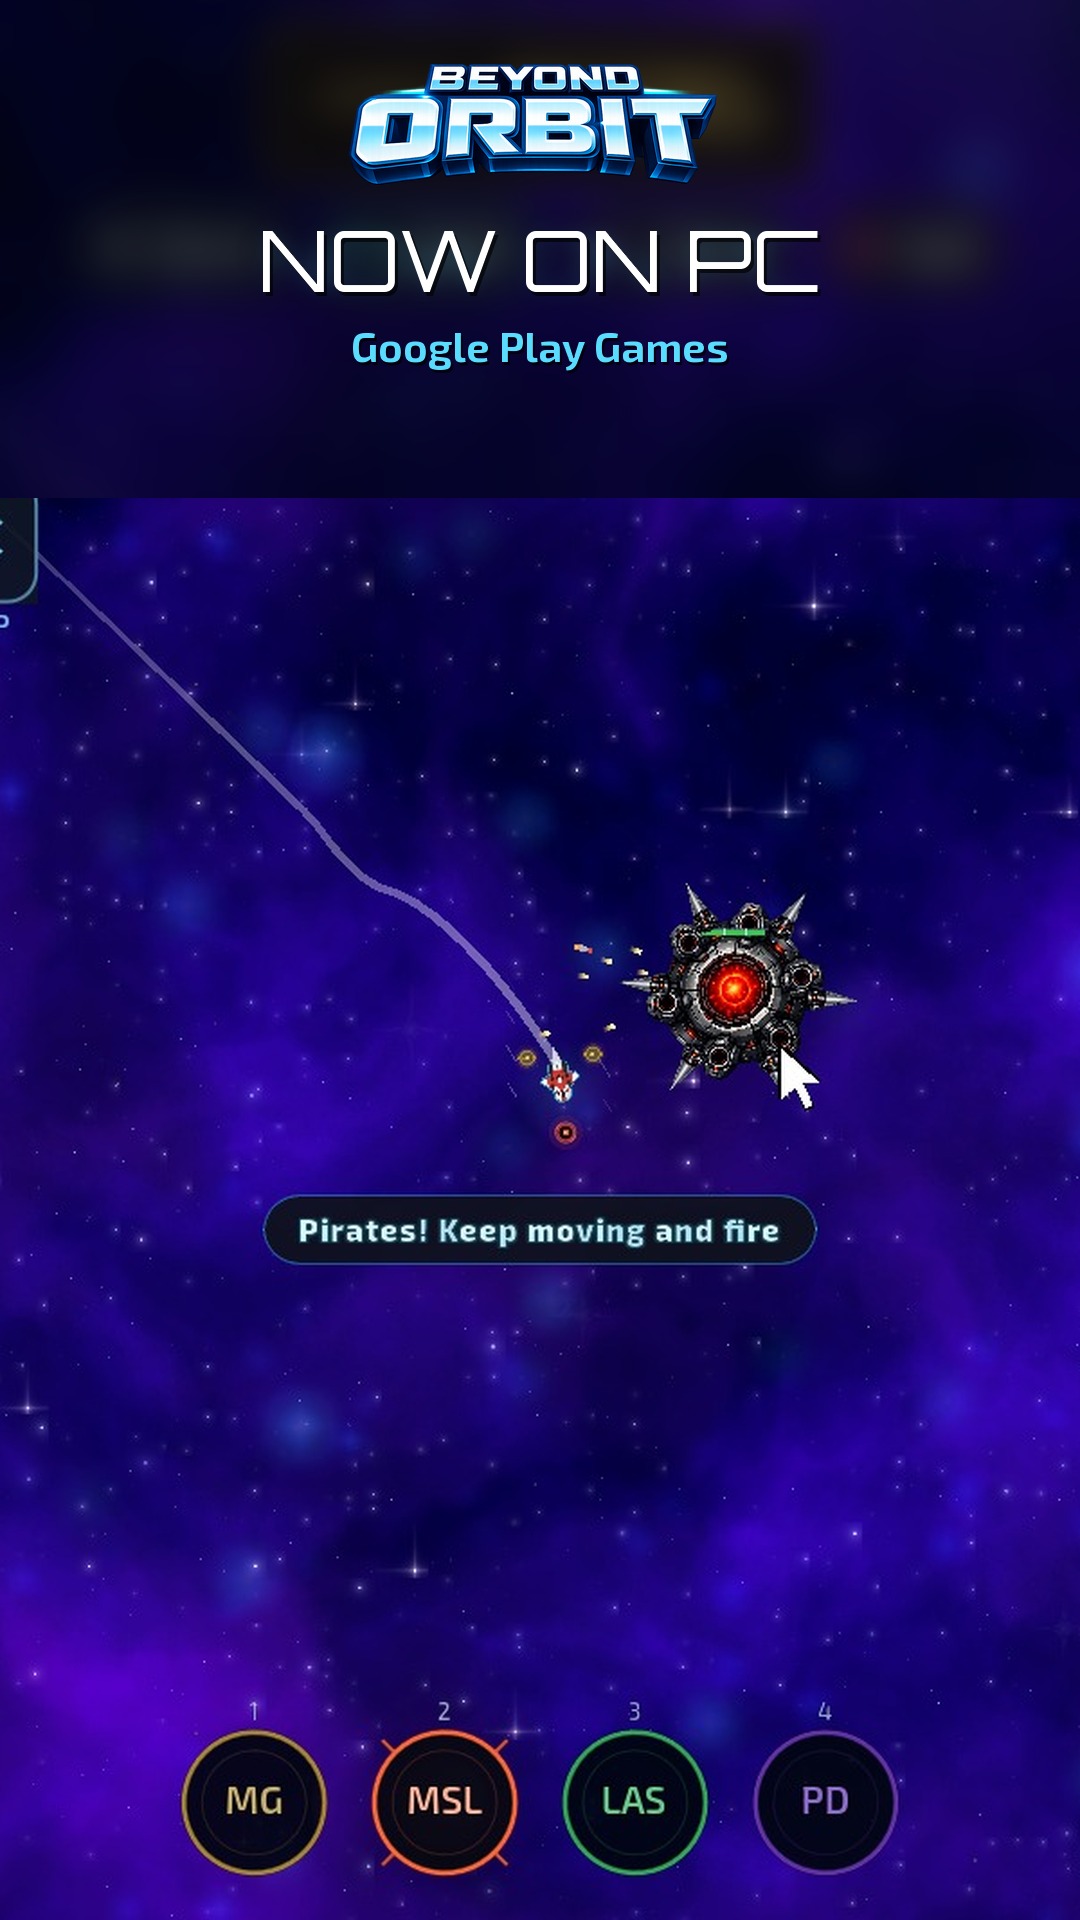 BEYOND
ORBIT
NOW ON PC
Google Play Games
P
Pirates! Keep moving and fire
1 2 3 4
MG MSL LAS PD